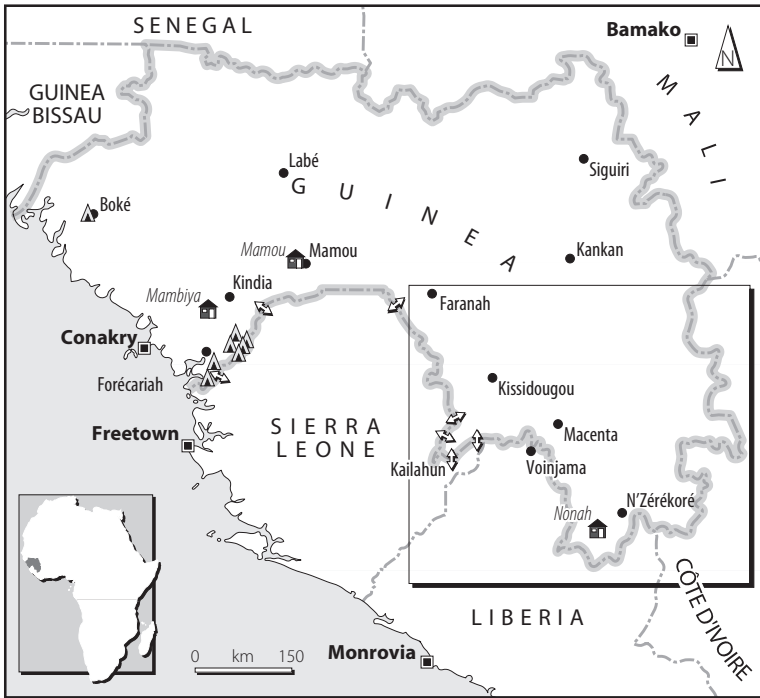 SENEGAL
Bamako
N
GUINEA
BISSAU
MALI
Labé
Siguiri
GUINEA
Boké
Mamou
Mamou
Kankan
Kindia
Mambiya
Faranah
Conakry
Forécariah
Kissidougou
SIERRA
LEONE
Freetown
Macenta
Kailahun
Voinjama
Nonah
N'Zérékoré
CÔTE D'IVOIRE
LIBERIA
0 km 150
Monrovia